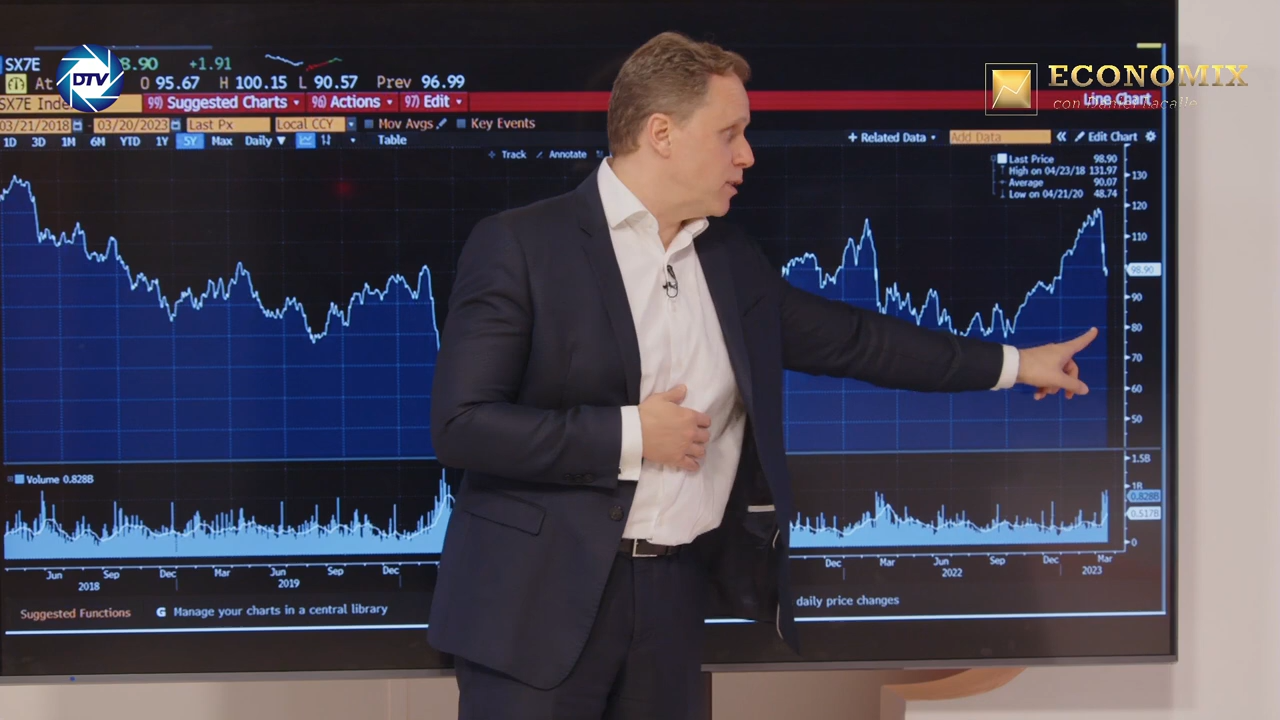 SX7E 8.90 +1.91
At O 95.67 H 100.15 L 90.57 Prev 96.99
SX7E Inde 99) Suggested Charts 96) Actions 97) Edit Line Chart
03/21/2018 - 03/20/2023 Last Px Local CCY Mov Avgs Key Events
1D 3D 1M 6M YTD 1Y 5Y Max Daily Table + Related Data Add Data « Edit Chart
Track Annotate
DTV
ECONOMIX
con Daniel Lacalle
Last Price 98.90
High on 04/23/18 131.97
Average 90.07
Low on 04/21/20 48.74
130
120
110
98.90
90
80
70
60
50
Volume 0.828B
1.5B
1B
0.828B
0.517B
0
Jun Sep Dec Mar Jun Sep Dec Dec Mar Jun Sep Dec Mar
2018 2019 2022 2023
Suggested Functions G Manage your charts in a central library daily price changes